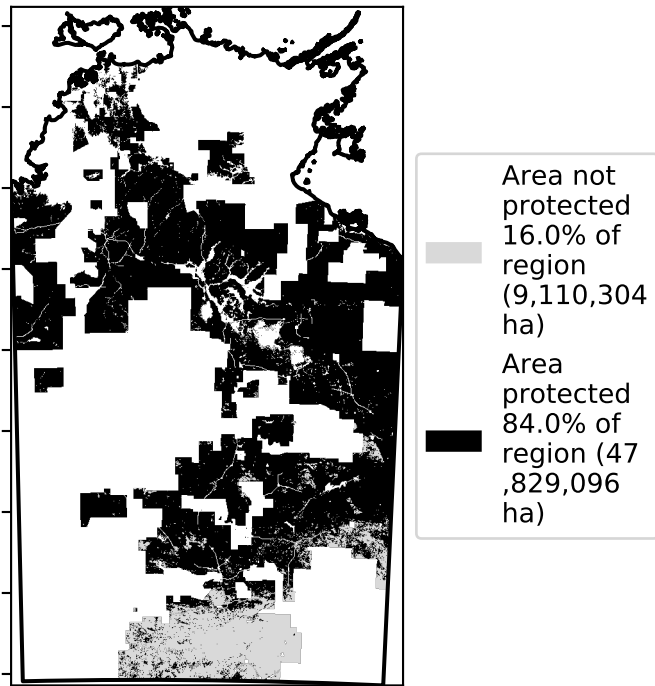 Area not
protected
16.0% of
region
(9,110,304
ha)
Area
protected
84.0% of
region (47
,829,096
ha)